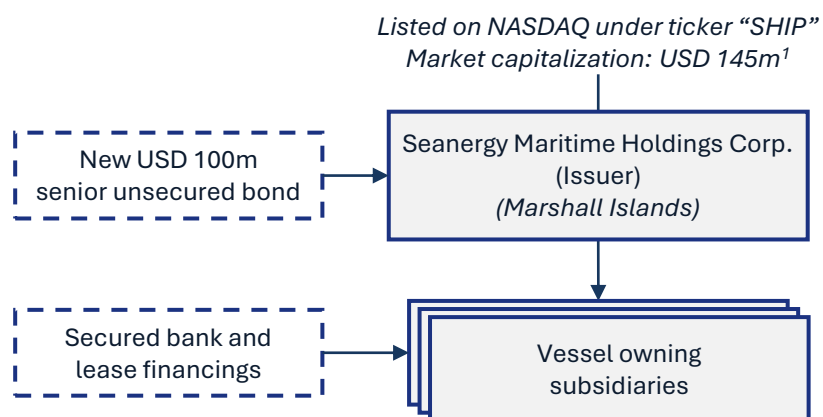 Listed on NASDAQ under ticker “SHIP”
Market capitalization: USD 145m¹
New USD 100m
senior unsecured bond
Seanergy Maritime Holdings Corp.
(Issuer)
(Marshall Islands)
Secured bank and
lease financings
Vessel owning
subsidiaries